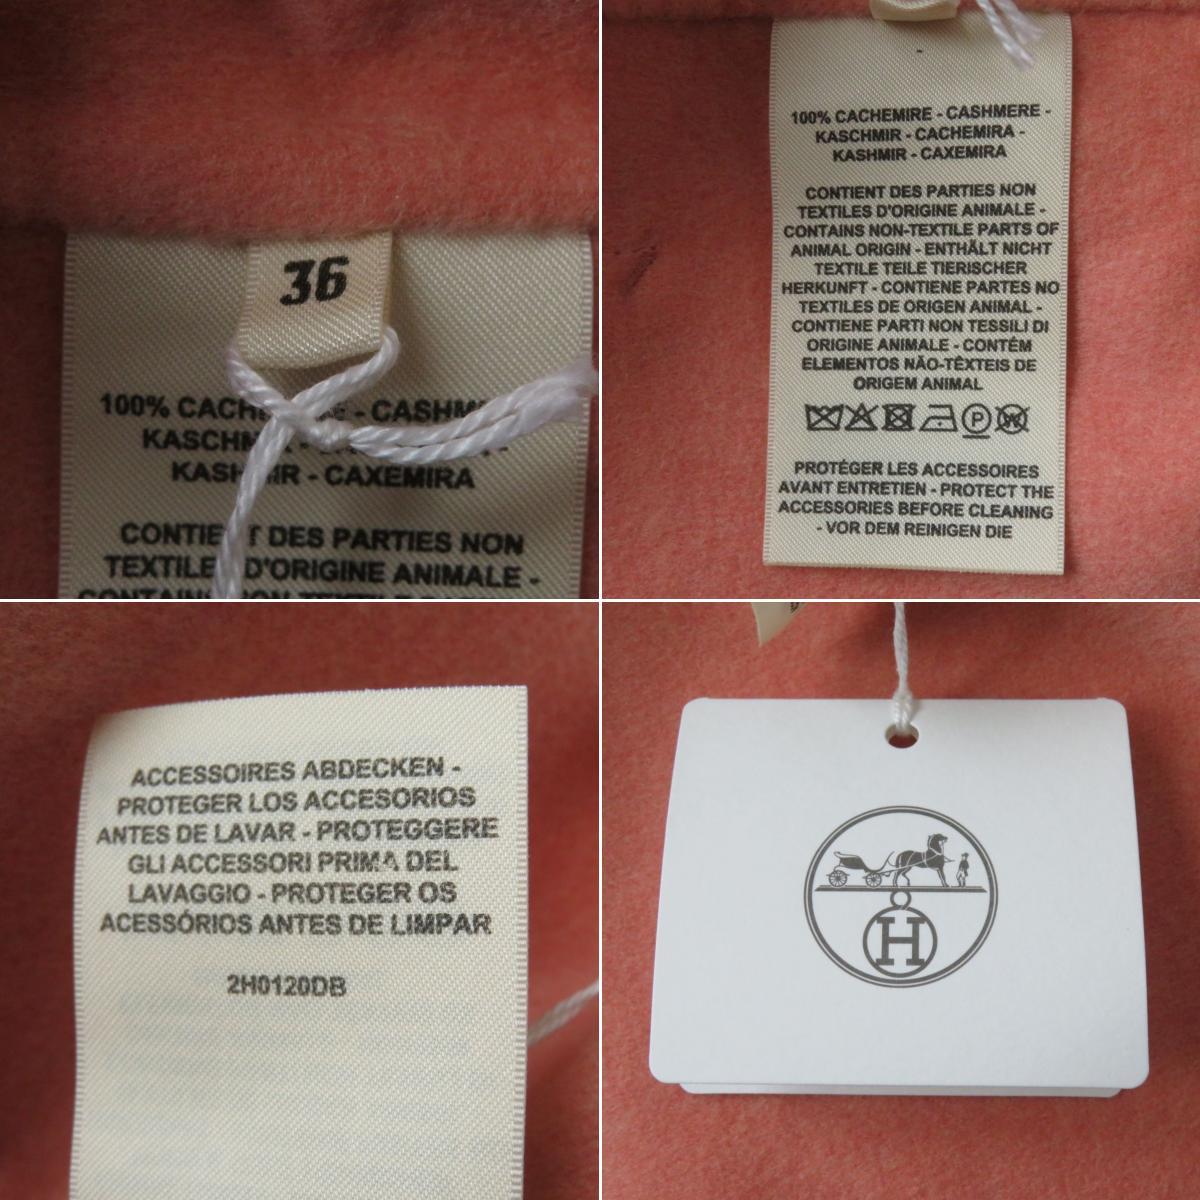 36
100% CACHEMIRE - CASHM
KASCHM - CA -
KASHMIR - CAXEMIRA
CONTIENT DES PARTIES NON
TEXTILE D'ORIGINE ANIMALE -
100% CACHEMIRE - CASHMERE -
KASCHMIR - CACHEMIRA -
KASHMIR - CAXEMIRA
CONTIENT DES PARTIES NON
TEXTILES D'ORIGINE ANIMALE -
CONTAINS NON-TEXTILE PARTS OF
ANIMAL ORIGIN - ENTHÄLT NICHT
TEXTILE TEILE TIERISCHER
HERKUNFT - CONTIENE PARTES NO
TEXTILES DE ORIGEN ANIMAL -
CONTIENE PARTI NON TESSILI DI
ORIGINE ANIMALE - CONTÉM
ELEMENTOS NÃO-TÊXTEIS DE
ORIGEM ANIMAL
P W
PROTÉGER LES ACCESSOIRES
AVANT ENTRETIEN - PROTECT THE
ACCESSORIES BEFORE CLEANING
- VOR DEM REINIGEN DIE
ACCESSOIRES ABDECKEN -
PROTEGER LOS ACCESORIOS
ANTES DE LAVAR - PROTEGGERE
GLI ACCESSORI PRIMA DEL
LAVAGGIO - PROTEGER OS
ACESSÓRIOS ANTES DE LIMPAR
2H0120DB
H